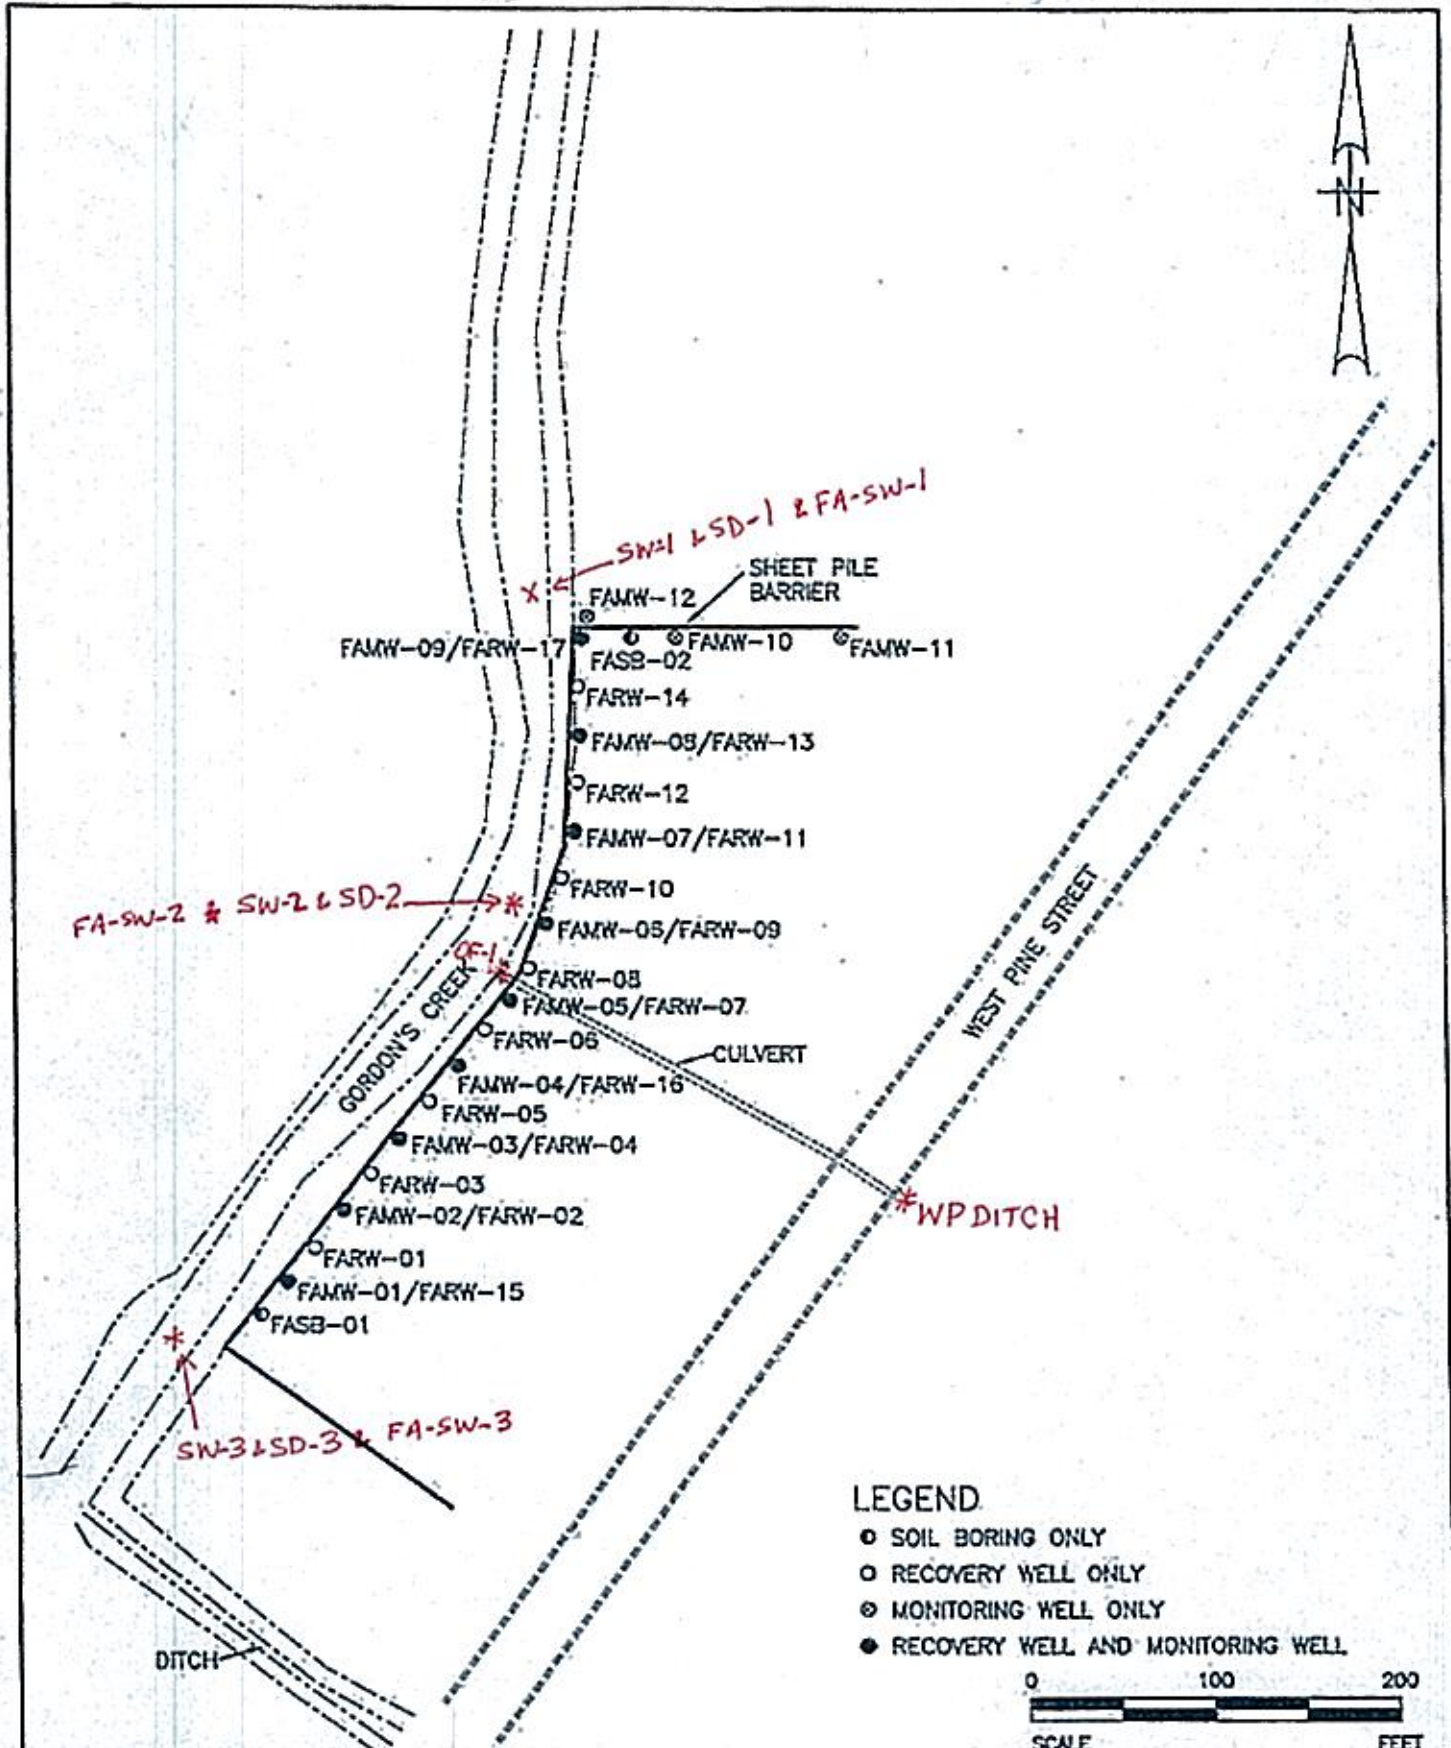 N
SW-1 & SD-1 & FA-SW-1
SHEET PILE
BARRIER
FAMW-12
FAMW-09/FARW-17
FASB-02
FAMW-10
FAMW-11
FARW-14
FAMW-08/FARW-13
FARW-12
FAMW-07/FARW-11
FARW-10
FA-SW-2 & SW-2 & SD-2
FAMW-06/FARW-09
OF-1
FARW-08
FAMW-05/FARW-07
GORDON'S CREEK
WEST PINE STREET
FARW-06
CULVERT
FAMW-04/FARW-16
FARW-05
FAMW-03/FARW-04
FARW-03
WP DITCH
FAMW-02/FARW-02
FARW-01
FAMW-01/FARW-15
FASB-01
SW-3 & SD-3 & FA-SW-3
DITCH
LEGEND
SOIL BORING ONLY
RECOVERY WELL ONLY
MONITORING WELL ONLY
RECOVERY WELL AND MONITORING WELL
0 100 200
SCALE FEET